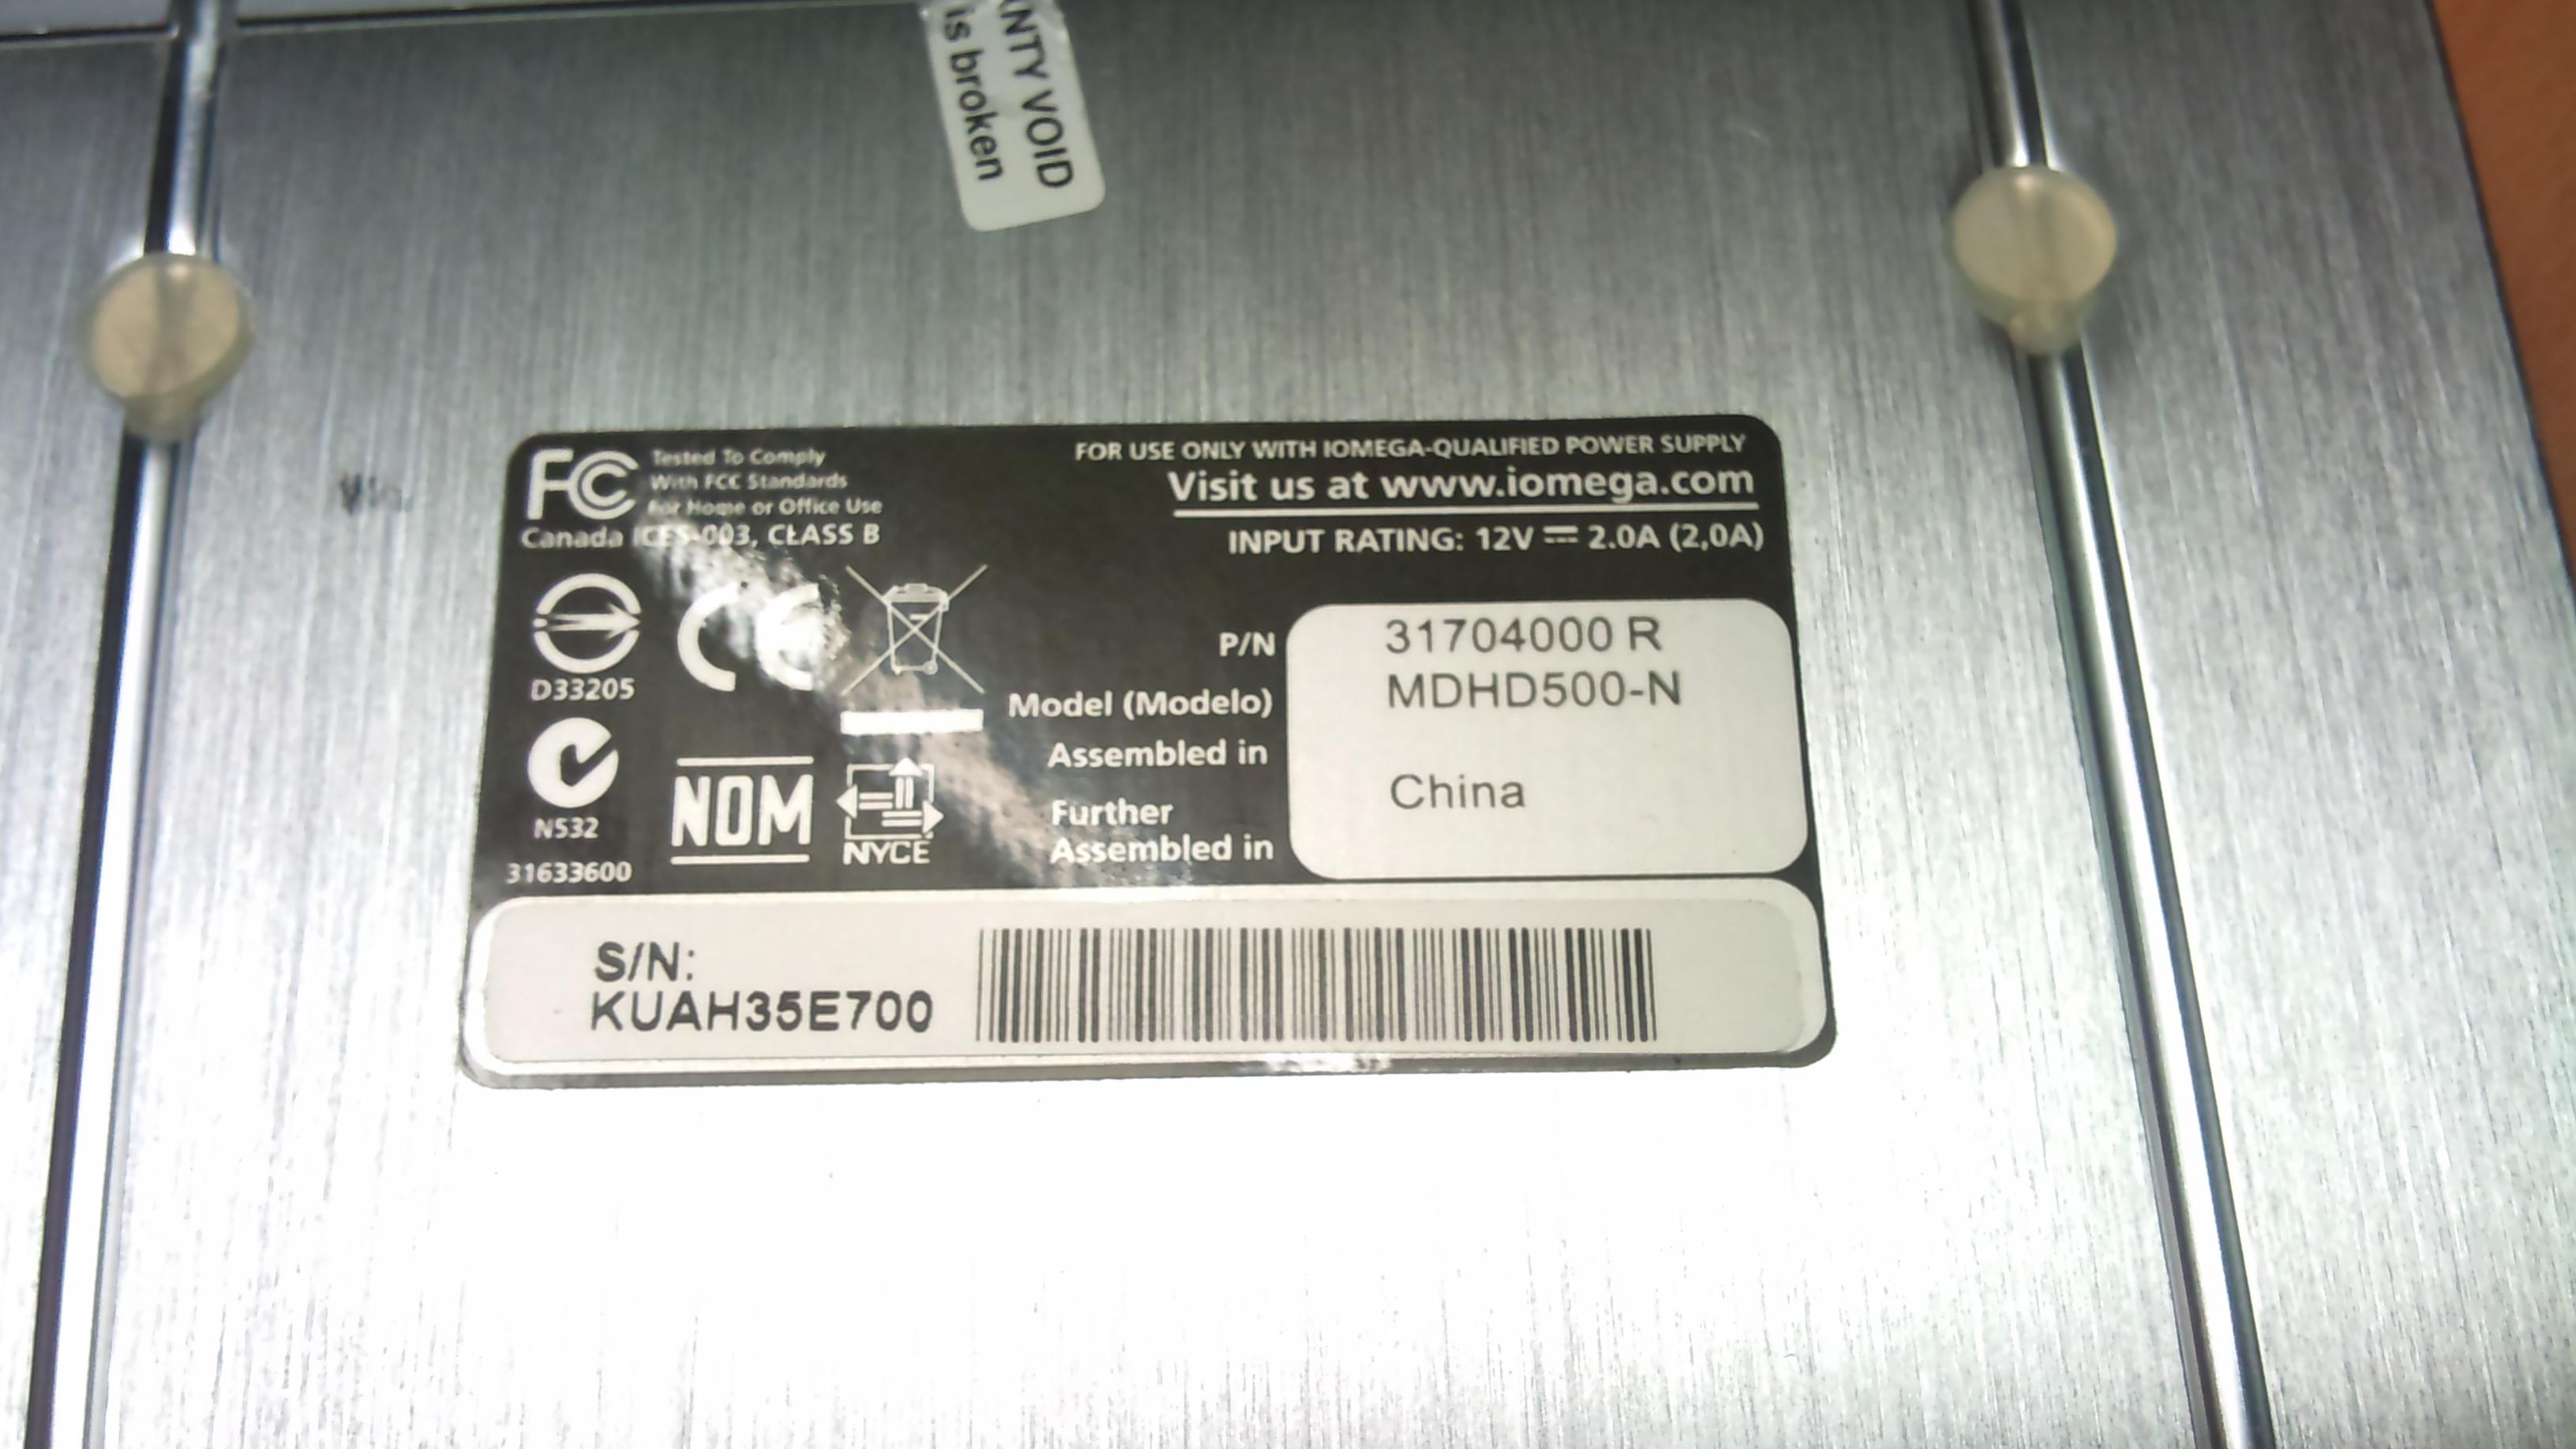 NTY VOID
is broken
FC Tested To Comply
With FCC Standards
For Home or Office Use
Canada ICES-003, CLASS B
FOR USE ONLY WITH IOMEGA-QUALIFIED POWER SUPPLY
Visit us at www.iomega.com
INPUT RATING: 12V ⎓ 2.0A (2,0A)
D33205
CE
N532
31633600
NOM
NYCE
P/N 31704000 R
Model (Modelo) MDHD500-N
Assembled in China
Further
Assembled in
S/N:
KUAH35E700